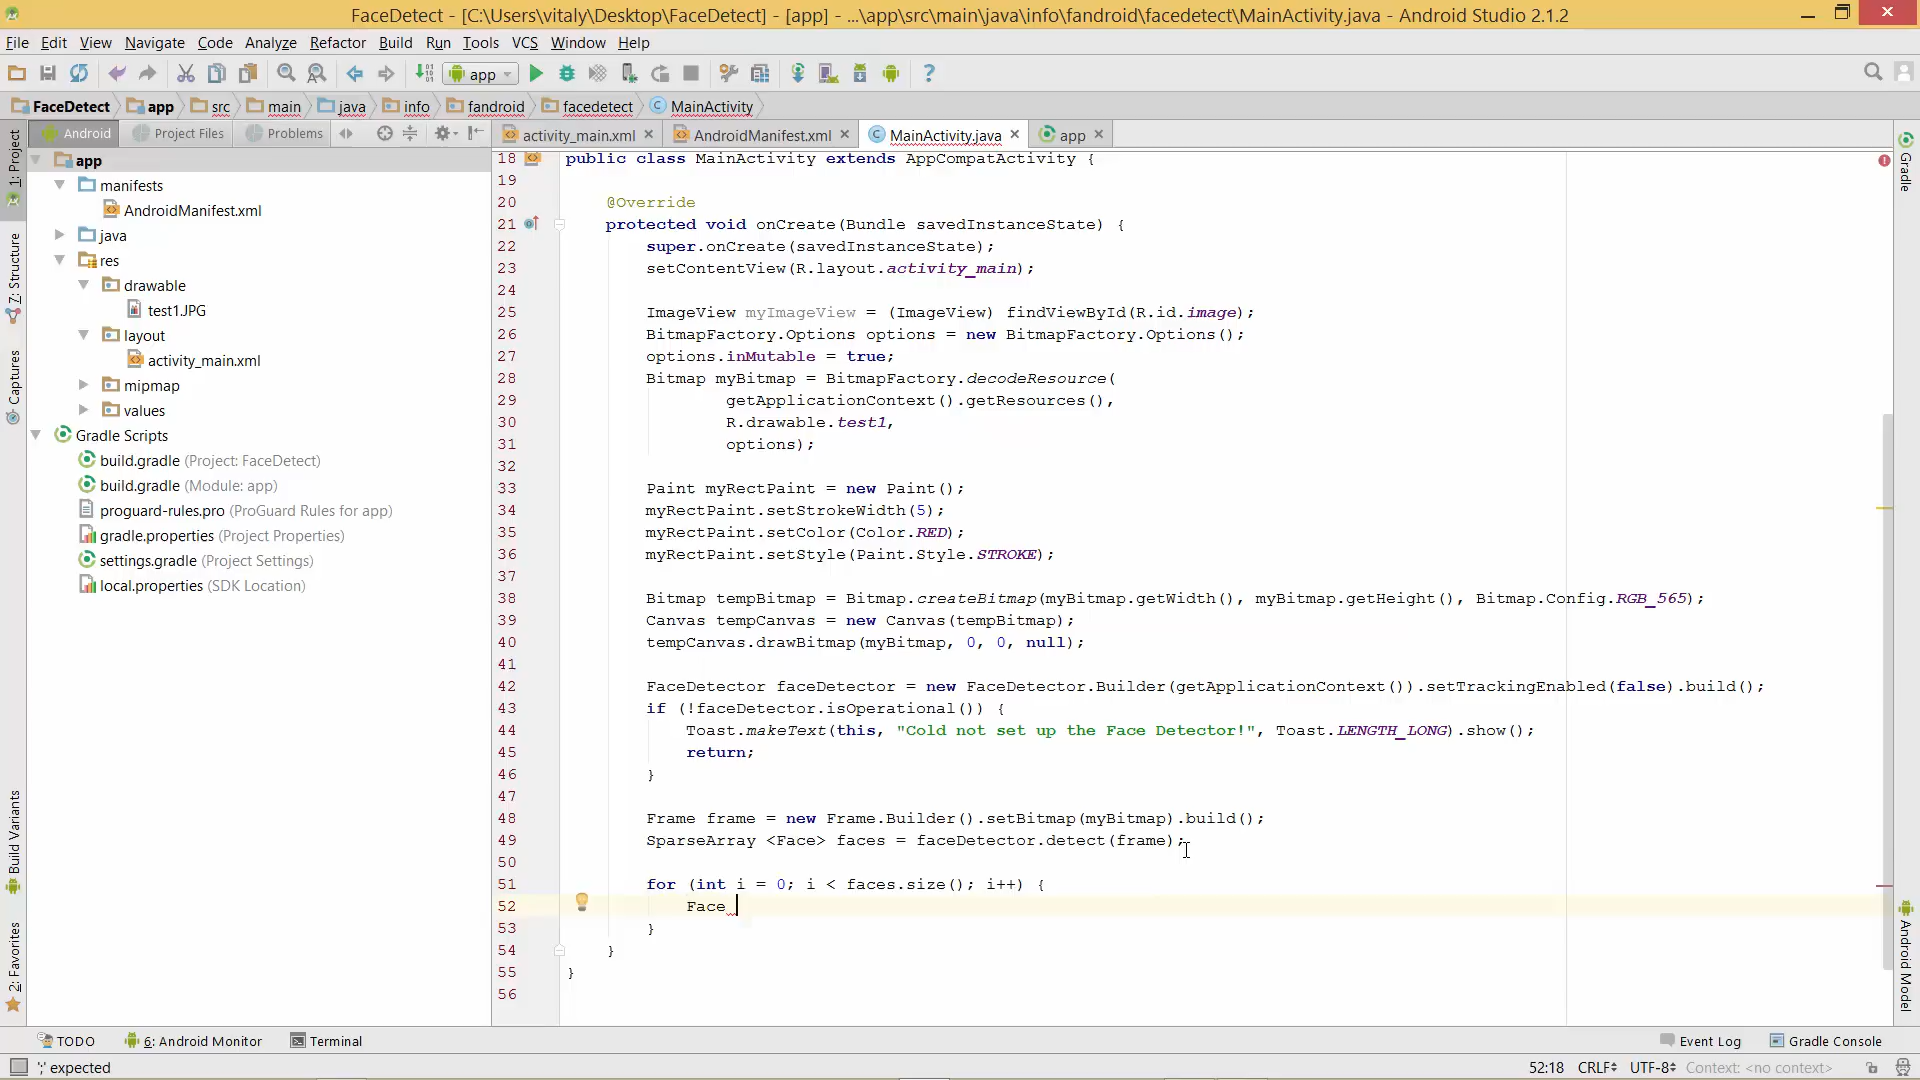 FaceDetect - [C:\Users\vitaly\Desktop\FaceDetect] - [app] - ...\app\src\main\java\info\fandroid\facedetect\MainActivity.java - Android Studio 2.1.2
File Edit View Navigate Code Analyze Refactor Build Run Tools VCS Window Help
app
FaceDetect app src main java info fandroid facedetect MainActivity
Android Project Files Problems
activity_main.xml AndroidManifest.xml MainActivity.java app
1: Project
Z: Structure
Captures
Build Variants
2: Favorites
app
manifests
AndroidManifest.xml
java
res
drawable
test1.JPG
layout
activity_main.xml
mipmap
values
Gradle Scripts
build.gradle (Project: FaceDetect)
build.gradle (Module: app)
proguard-rules.pro (ProGuard Rules for app)
gradle.properties (Project Properties)
settings.gradle (Project Settings)
local.properties (SDK Location)
18 public class MainActivity extends AppCompatActivity {
19
20 @Override
21 protected void onCreate(Bundle savedInstanceState) {
22 super.onCreate(savedInstanceState);
23 setContentView(R.layout.activity_main);
24
25 ImageView myImageView = (ImageView) findViewById(R.id.image);
26 BitmapFactory.Options options = new BitmapFactory.Options();
27 options.inMutable = true;
28 Bitmap myBitmap = BitmapFactory.decodeResource(
29 getApplicationContext().getResources(),
30 R.drawable.test1,
31 options);
32
33 Paint myRectPaint = new Paint();
34 myRectPaint.setStrokeWidth(5);
35 myRectPaint.setColor(Color.RED);
36 myRectPaint.setStyle(Paint.Style.STROKE);
37
38 Bitmap tempBitmap = Bitmap.createBitmap(myBitmap.getWidth(), myBitmap.getHeight(), Bitmap.Config.RGB_565);
39 Canvas tempCanvas = new Canvas(tempBitmap);
40 tempCanvas.drawBitmap(myBitmap, 0, 0, null);
41
42 FaceDetector faceDetector = new FaceDetector.Builder(getApplicationContext()).setTrackingEnabled(false).build();
43 if (!faceDetector.isOperational()) {
44 Toast.makeText(this, "Cold not set up the Face Detector!", Toast.LENGTH_LONG).show();
45 return;
46 }
47
48 Frame frame = new Frame.Builder().setBitmap(myBitmap).build();
49 SparseArray <Face> faces = faceDetector.detect(frame);
50
51 for (int i = 0; i < faces.size(); i++) {
52 Face
53 }
54 }
55 }
56
Gradle
Android Model
TODO 6: Android Monitor Terminal Event Log Gradle Console
';' expected 52:18 CRLF UTF-8 Context: <no context>